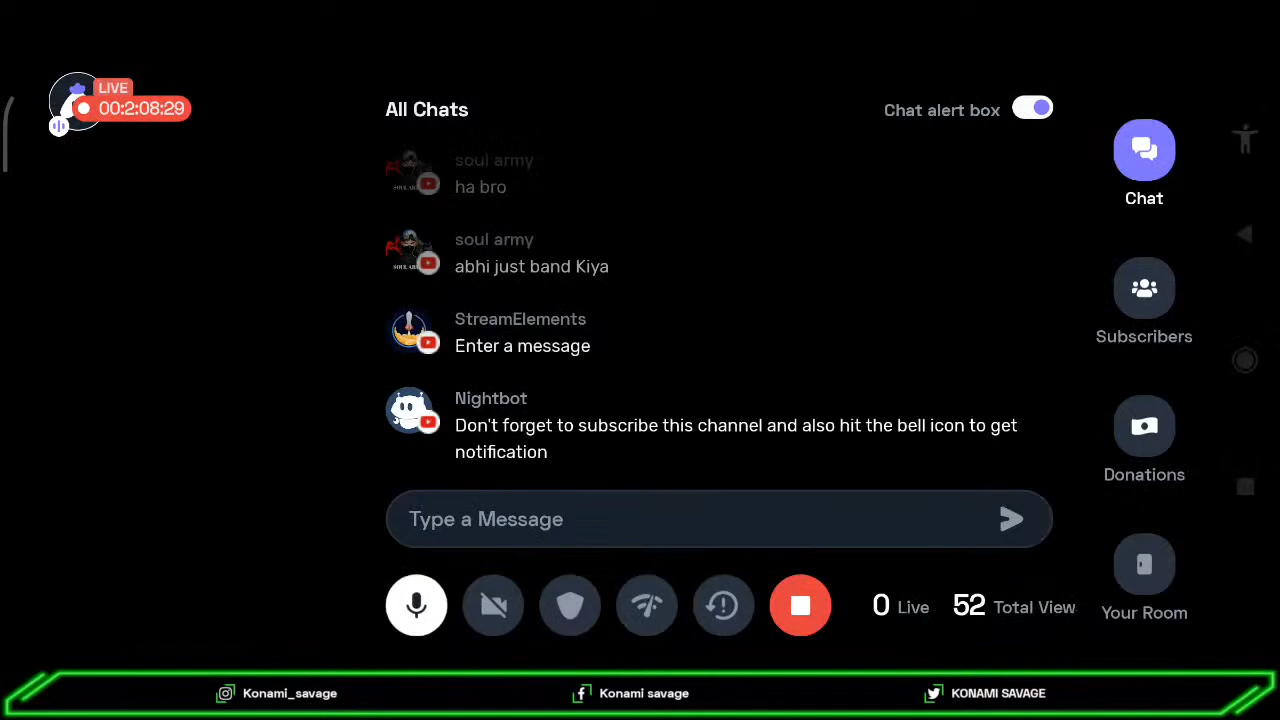 LIVE
00:2:08:29
All Chats
Chat alert box
soul army
ha bro
soul army
abhi just band Kiya
StreamElements
Enter a message
Nightbot
Don't forget to subscribe this channel and also hit the bell icon to get
notification
Type a Message
0 Live 52 Total View
Chat
Subscribers
Donations
Your Room
Konami_savage
Konami savage
KONAMI SAVAGE